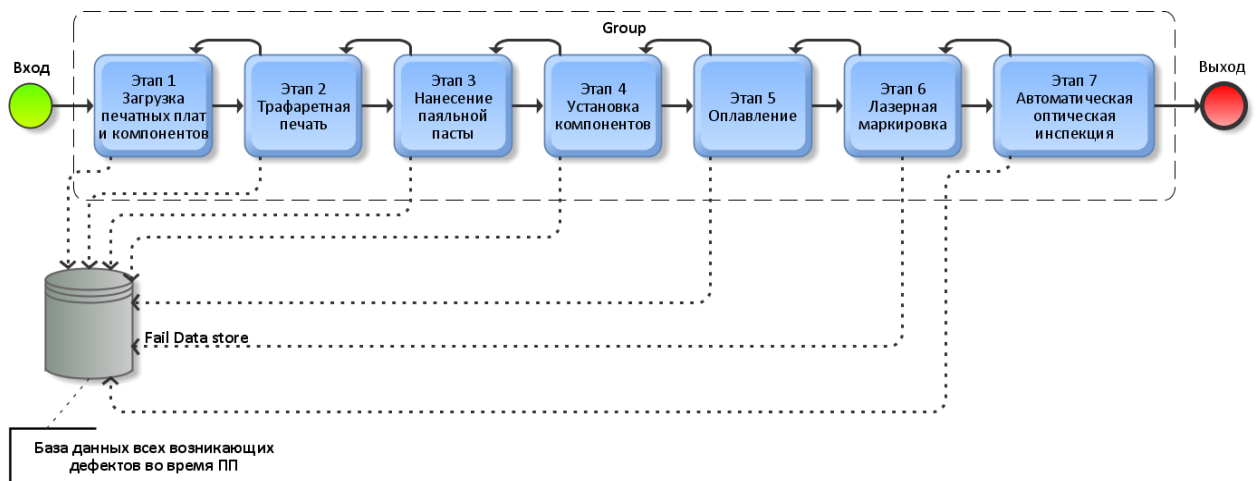 Group
Вход
Этап 1
Загрузка
печатных плат
и компонентов
Этап 2
Трафаретная
печать
Этап 3
Нанесение
паяльной
пасты
Этап 4
Установка
компонентов
Этап 5
Оплавление
Этап 6
Лазерная
маркировка
Этап 7
Автоматическая
оптическая
инспекция
Выход
Fail Data store
База данных всех возникающих
дефектов во время ПП